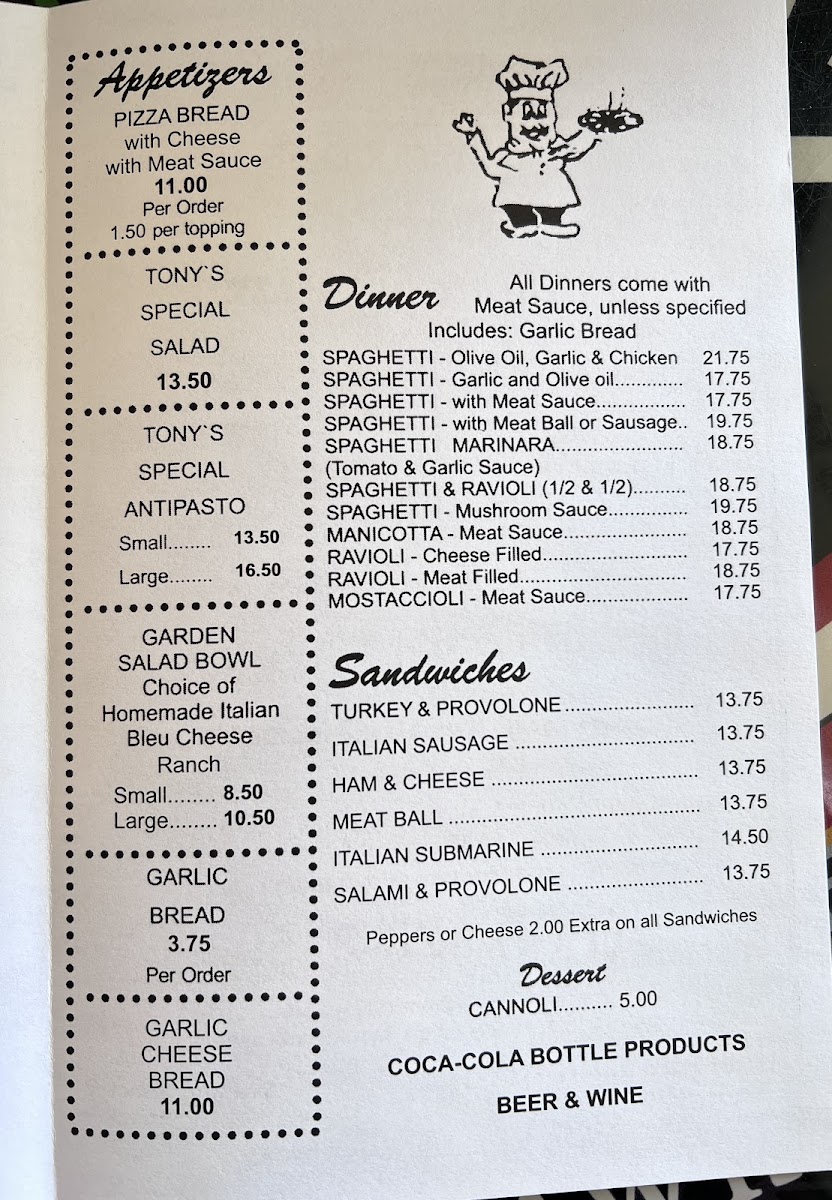 Appetizers
PIZZA BREAD
with Cheese
with Meat Sauce
11.00
Per Order
1.50 per topping
TONY`S
SPECIAL
SALAD
13.50
TONY`S
SPECIAL
ANTIPASTO
Small........ 13.50
Large........ 16.50
GARDEN
SALAD BOWL
Choice of
Homemade Italian
Bleu Cheese
Ranch
Small........ 8.50
Large........ 10.50
GARLIC
BREAD
3.75
Per Order
GARLIC
CHEESE
BREAD
11.00
Dinner
All Dinners come with
Meat Sauce, unless specified
Includes: Garlic Bread
SPAGHETTI - Olive Oil, Garlic & Chicken 21.75
SPAGHETTI - Garlic and Olive oil............. 17.75
SPAGHETTI - with Meat Sauce................. 17.75
SPAGHETTI - with Meat Ball or Sausage.. 19.75
SPAGHETTI MARINARA........................ 18.75
(Tomato & Garlic Sauce)
SPAGHETTI & RAVIOLI (1/2 & 1/2).......... 18.75
SPAGHETTI - Mushroom Sauce............... 19.75
MANICOTTA - Meat Sauce....................... 18.75
RAVIOLI - Cheese Filled........................... 17.75
RAVIOLI - Meat Filled............................... 18.75
MOSTACCIOLI - Meat Sauce................... 17.75
Sandwiches
TURKEY & PROVOLONE....................... 13.75
ITALIAN SAUSAGE ................................ 13.75
HAM & CHEESE ..................................... 13.75
MEAT BALL ............................................. 13.75
ITALIAN SUBMARINE ............................ 14.50
SALAMI & PROVOLONE ........................ 13.75
Peppers or Cheese 2.00 Extra on all Sandwiches
Dessert
CANNOLI.......... 5.00
COCA-COLA BOTTLE PRODUCTS
BEER & WINE